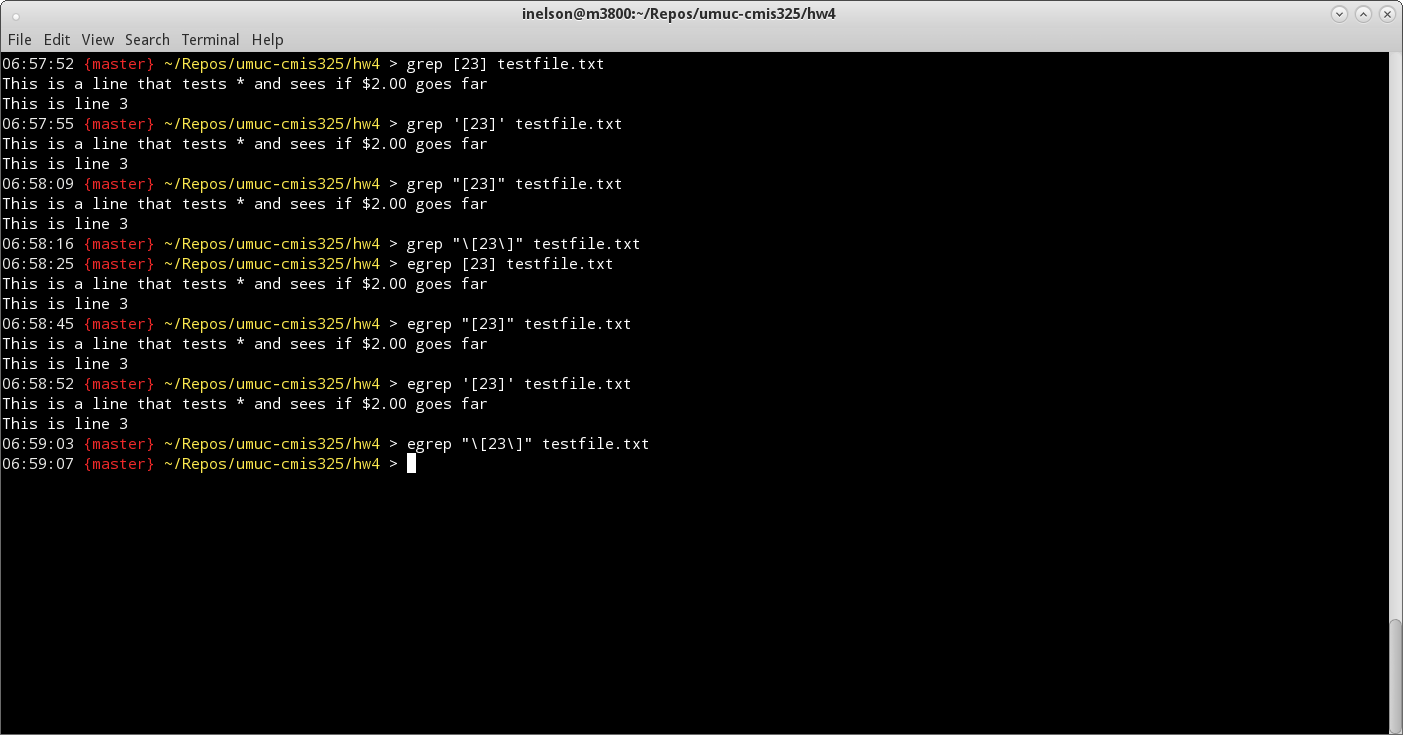 inelson@m3800:~/Repos/umuc-cmis325/hw4
File Edit View Search Terminal Help
06:57:52 {master} ~/Repos/umuc-cmis325/hw4 > grep [23] testfile.txt
This is a line that tests * and sees if $2.00 goes far
This is line 3
06:57:55 {master} ~/Repos/umuc-cmis325/hw4 > grep '[23]' testfile.txt
This is a line that tests * and sees if $2.00 goes far
This is line 3
06:58:09 {master} ~/Repos/umuc-cmis325/hw4 > grep "[23]" testfile.txt
This is a line that tests * and sees if $2.00 goes far
This is line 3
06:58:16 {master} ~/Repos/umuc-cmis325/hw4 > grep "\[23\]" testfile.txt
06:58:25 {master} ~/Repos/umuc-cmis325/hw4 > egrep [23] testfile.txt
This is a line that tests * and sees if $2.00 goes far
This is line 3
06:58:45 {master} ~/Repos/umuc-cmis325/hw4 > egrep "[23]" testfile.txt
This is a line that tests * and sees if $2.00 goes far
This is line 3
06:58:52 {master} ~/Repos/umuc-cmis325/hw4 > egrep '[23]' testfile.txt
This is a line that tests * and sees if $2.00 goes far
This is line 3
06:59:03 {master} ~/Repos/umuc-cmis325/hw4 > egrep "\[23\]" testfile.txt
06:59:07 {master} ~/Repos/umuc-cmis325/hw4 >